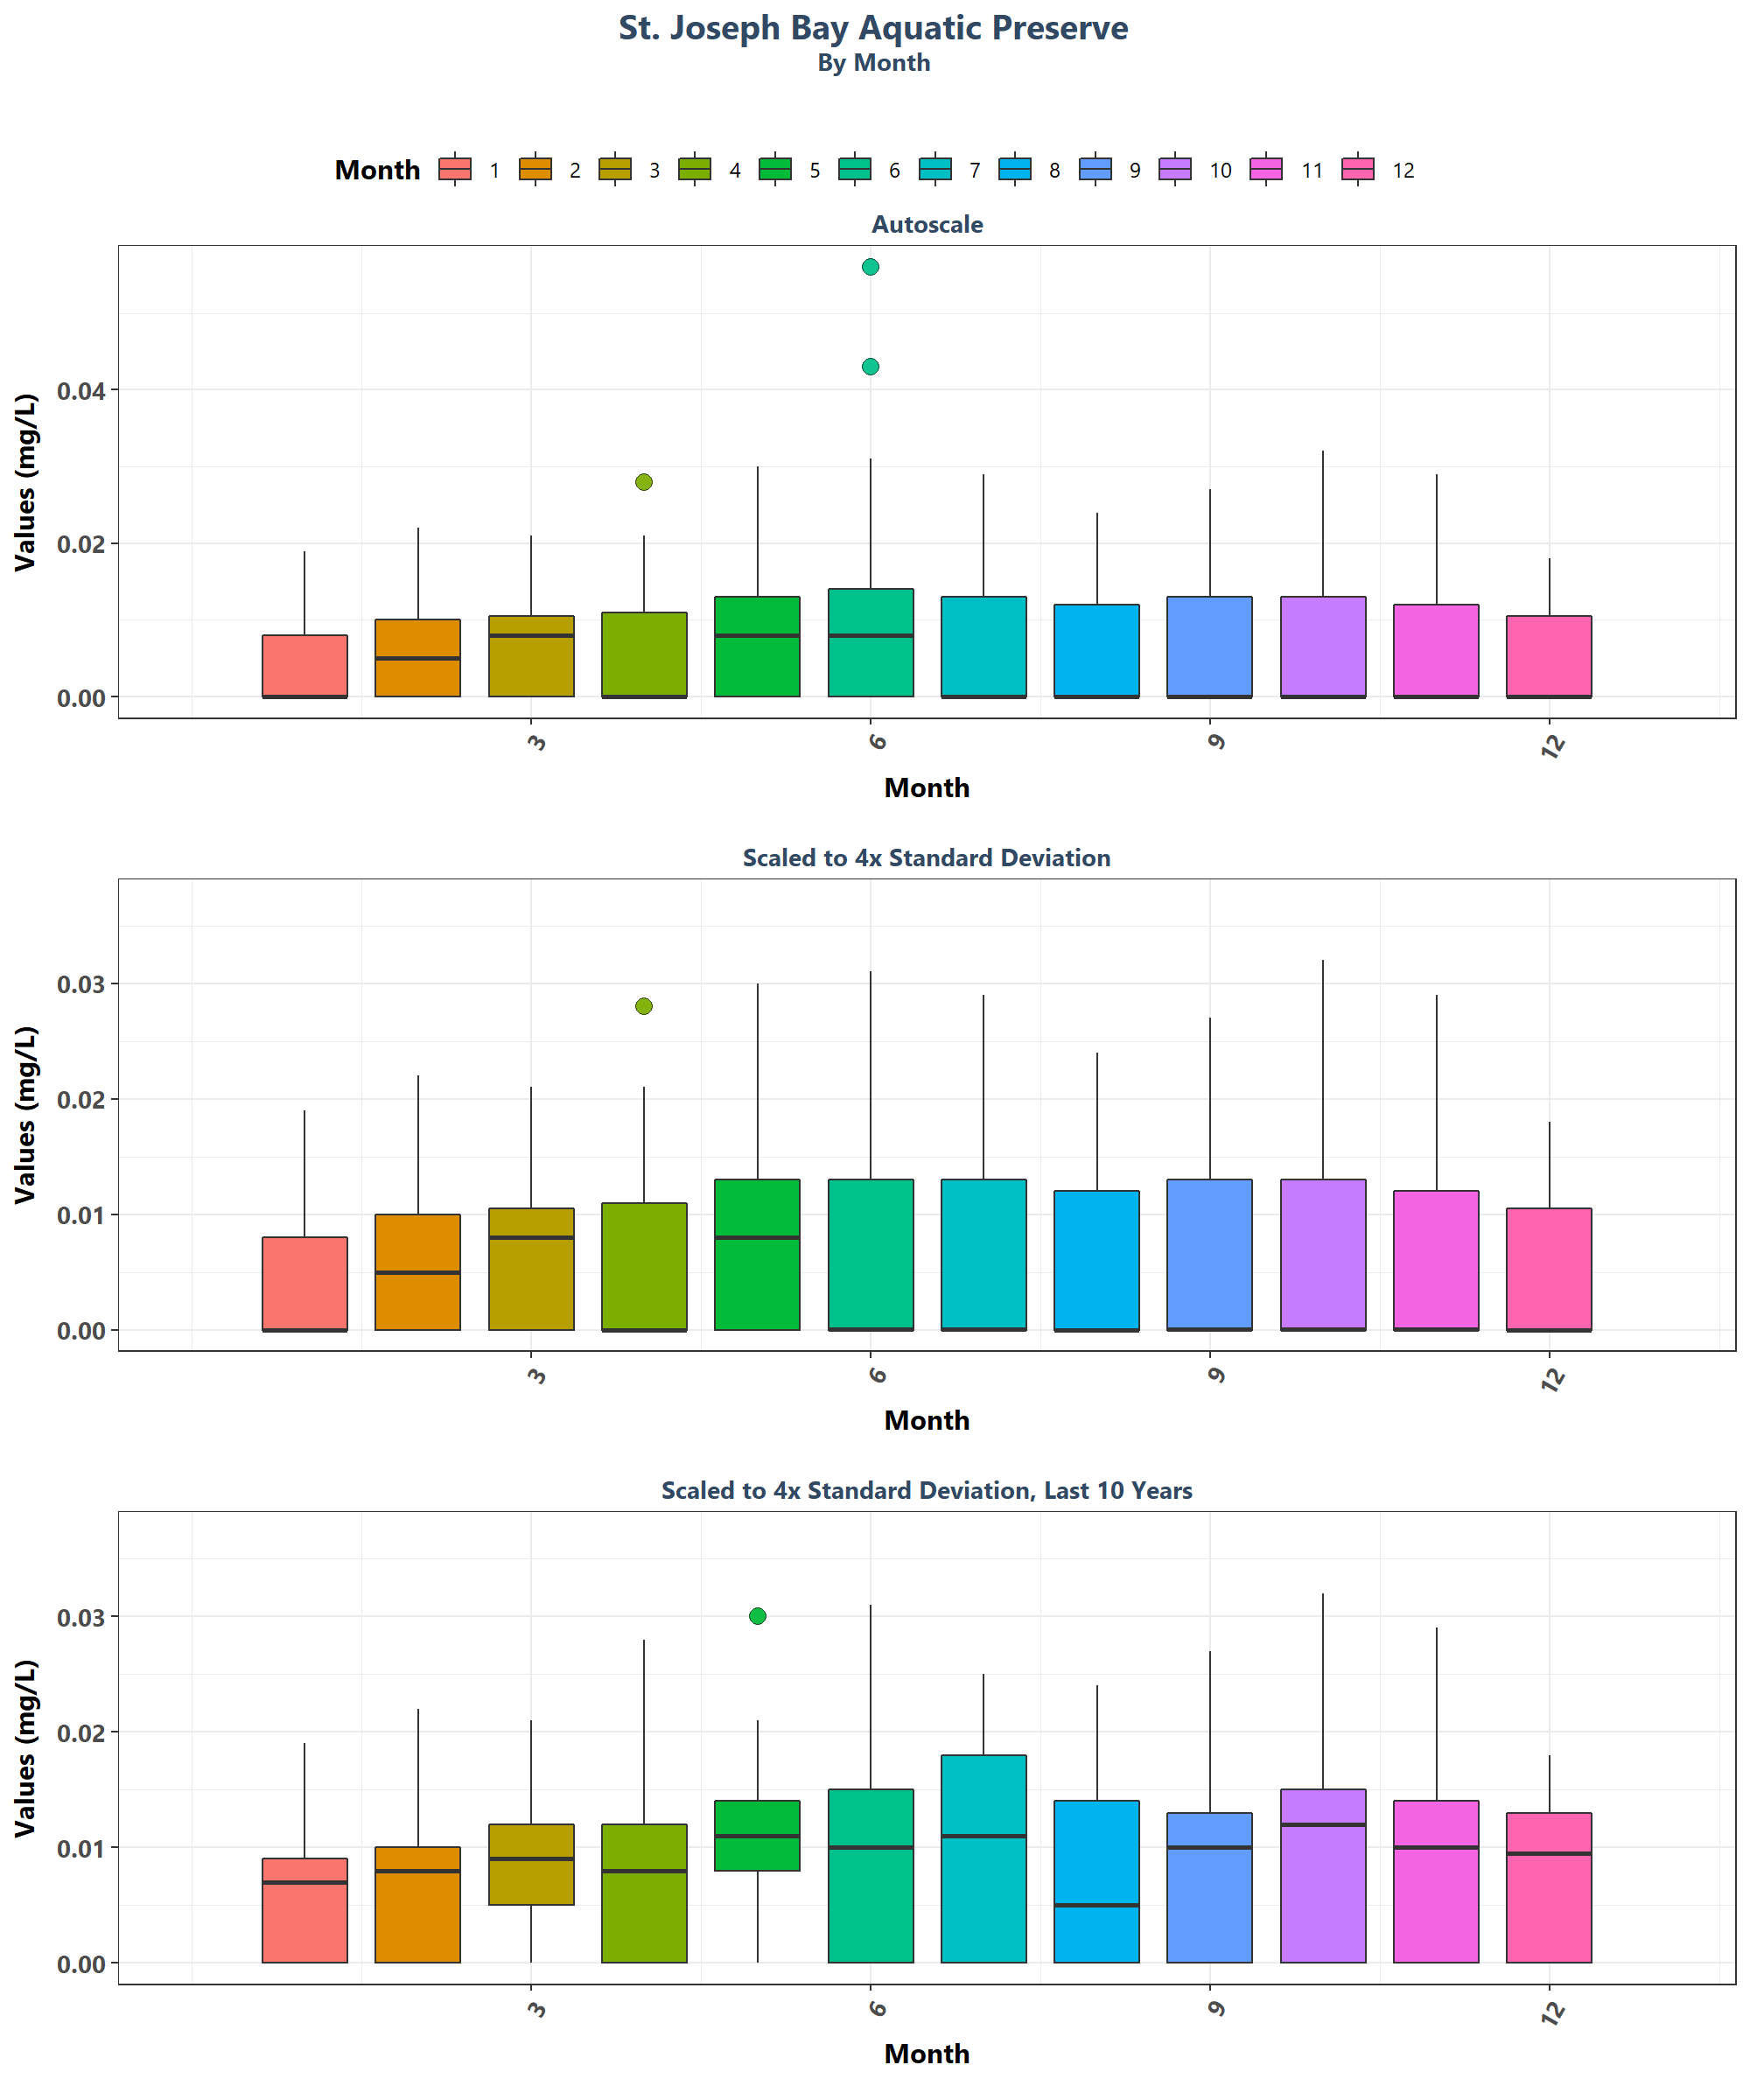 St. Joseph Bay Aquatic Preserve
By Month
Month 1 2 3 4 5 6 7 8 9 10 11 12
Autoscale
Values (mg/L)
0.04
0.02
0.00
3 6 9 12
Month
Scaled to 4x Standard Deviation
Values (mg/L)
0.03
0.02
0.01
0.00
3 6 9 12
Month
Scaled to 4x Standard Deviation, Last 10 Years
Values (mg/L)
0.03
0.02
0.01
0.00
3 6 9 12
Month